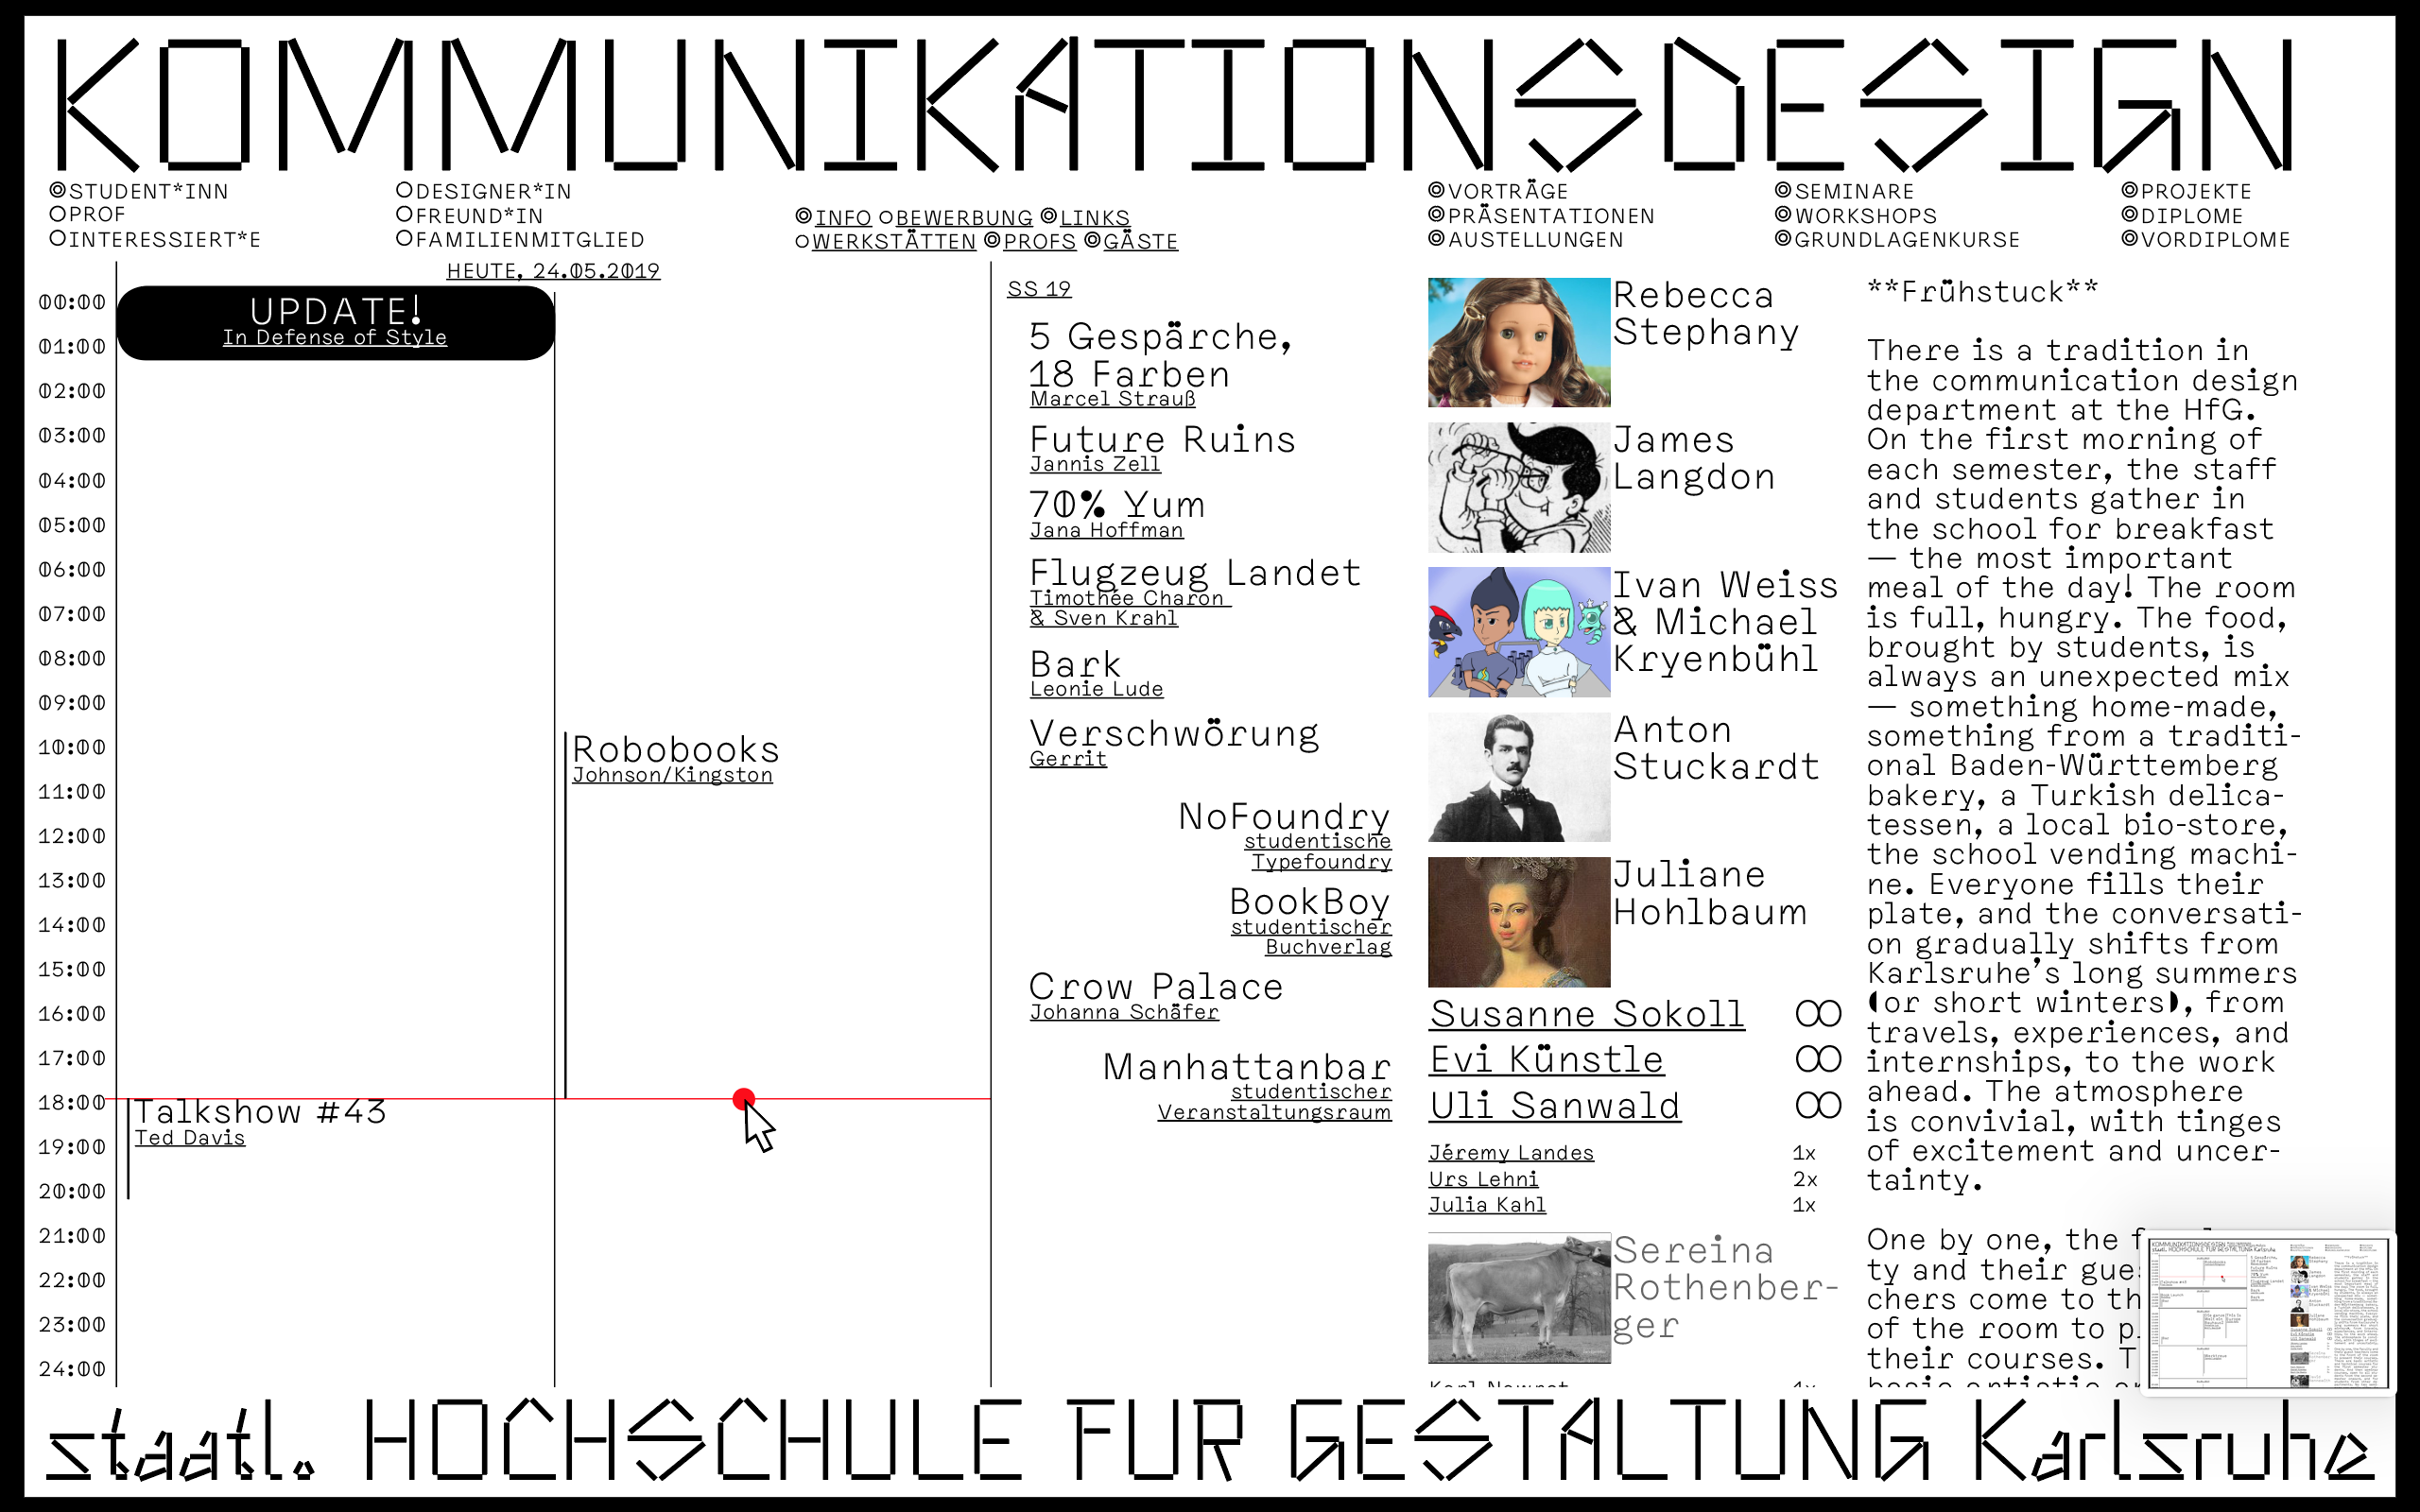 KOMMUNIKATIONSDESIGN
STUDENT*INN
PROF
INTERESSIERT*E
DESIGNER*IN
FREUND*IN
FAMILIENMITGLIED
INFO BEWERBUNG LINKS
WERKSTÄTTEN PROFS GÄSTE
VORTRÄGE
PRÄSENTATIONEN
AUSTELLUNGEN
SEMINARE
WORKSHOPS
GRUNDLAGENKURSE
PROJEKTE
DIPLOME
VORDIPLOME
HEUTE, 24.05.2019
00:00
01:00
02:00
03:00
04:00
05:00
06:00
07:00
08:00
09:00
10:00
11:00
12:00
13:00
14:00
15:00
16:00
17:00
18:00
19:00
20:00
21:00
22:00
23:00
24:00
UPDATE!
In Defense of Style
Talkshow #43
Ted Davis
Robobooks
Johnson/Kingston
SS 19
5 Gespärche,
18 Farben
Marcel Strauß
Future Ruins
Jannis Zell
70% Yum
Jana Hoffman
Flugzeug Landet
Timothée Charon
& Sven Krahl
Bark
Leonie Lude
Verschwörung
Gerrit
NoFoundry
studentische
Typefoundry
BookBoy
studentischer
Buchverlag
Crow Palace
Johanna Schäfer
Manhattanbar
studentischer
Veranstaltungsraum
Rebecca
Stephany
James
Langdon
Ivan Weiss
& Michael
Kryenbühl
Anton
Stuckardt
Juliane
Hohlbaum
Susanne Sokoll ∞
Evi Künstle ∞
Uli Sanwald ∞
Jéremy Landes 1x
Urs Lehni 2x
Julia Kahl 1x
Sereina
Rothenber-
ger
**Frühstuck**
There is a tradition in
the communication design
department at the HfG.
On the first morning of
each semester, the staff
and students gather in
the school for breakfast
— the most important
meal of the day! The room
is full, hungry. The food,
brought by students, is
always an unexpected mix
— something home-made,
something from a traditi-
onal Baden-Württemberg
bakery, a Turkish delica-
tessen, a local bio-store,
the school vending machi-
ne. Everyone fills their
plate, and the conversati-
on gradually shifts from
Karlsruhe's long summers
(or short winters), from
travels, experiences, and
internships, to the work
ahead. The atmosphere
is convivial, with tinges
of excitement and uncer-
tainty.
One by one, the
ty and their
chers come to
of the room to
their courses.
staatl. HOCHSCHULE FUR GESTALTUNG Karlsruhe